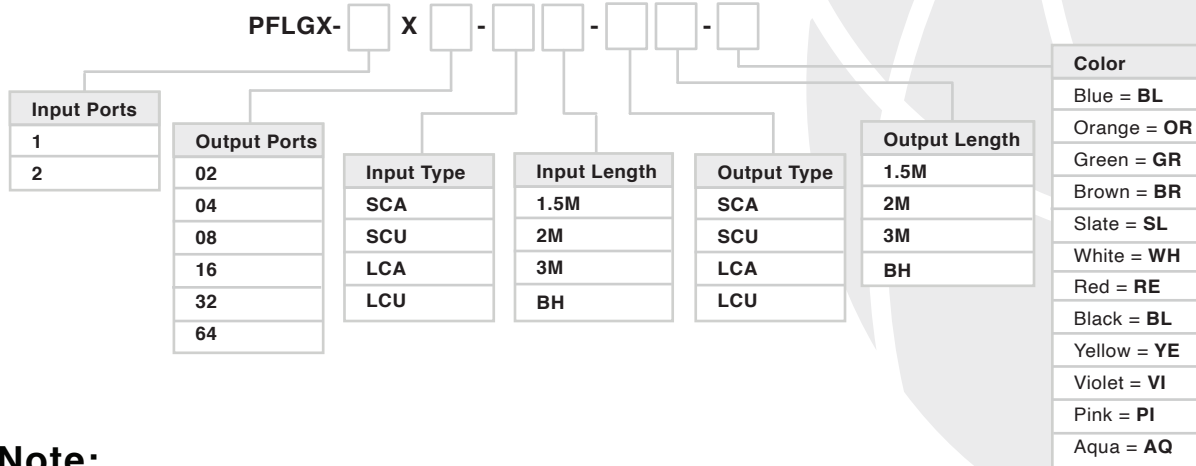 PFLGX- X - - -
Input Ports
1
2
Output Ports
02
04
08
16
32
64
Input Type
SCA
SCU
LCA
LCU
Input Length
1.5M
2M
3M
BH
Output Type
SCA
SCU
LCA
LCU
Output Length
1.5M
2M
3M
BH
Color
Blue = BL
Orange = OR
Green = GR
Brown = BR
Slate = SL
White = WH
Red = RE
Black = BL
Yellow = YE
Violet = VI
Pink = PI
Aqua = AQ
Note: